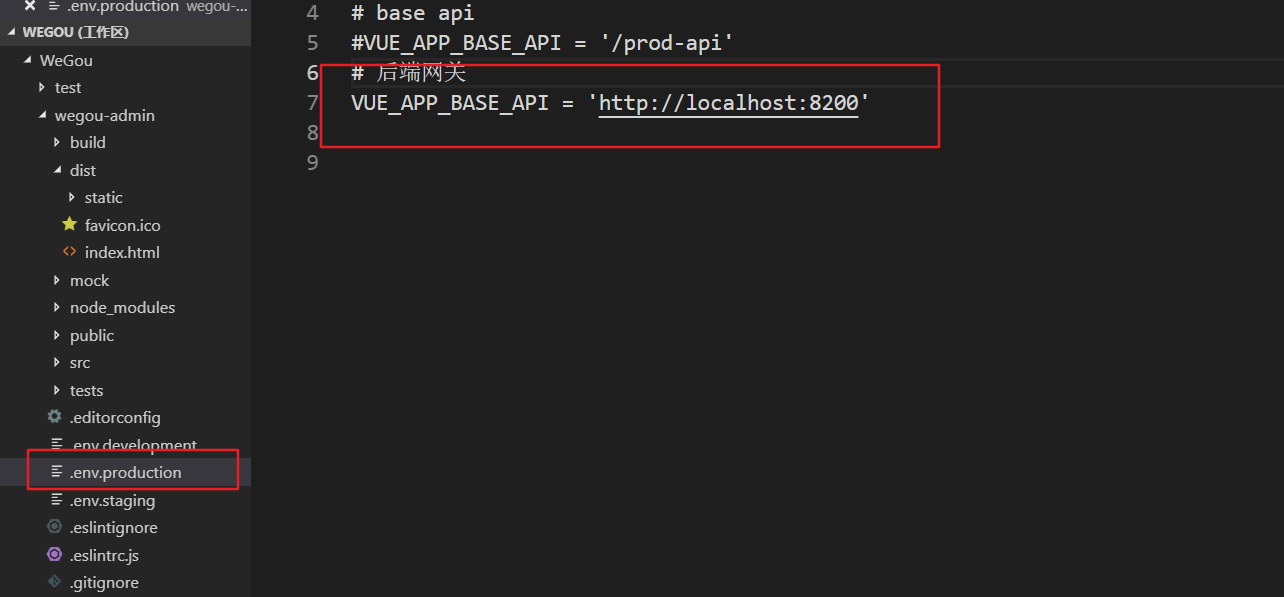 .env.production wegou-...
WEGOU (工作区)
WeGou
test
wegou-admin
build
dist
static
favicon.ico
index.html
mock
node_modules
public
src
tests
.editorconfig
.env.development
.env.production
.env.staging
.eslintignore
.eslintrc.js
.gitignore
4 # base api
5 #VUE_APP_BASE_API = '/prod-api'
6 # 后端网关
7 VUE_APP_BASE_API = 'http://localhost:8200'
8
9